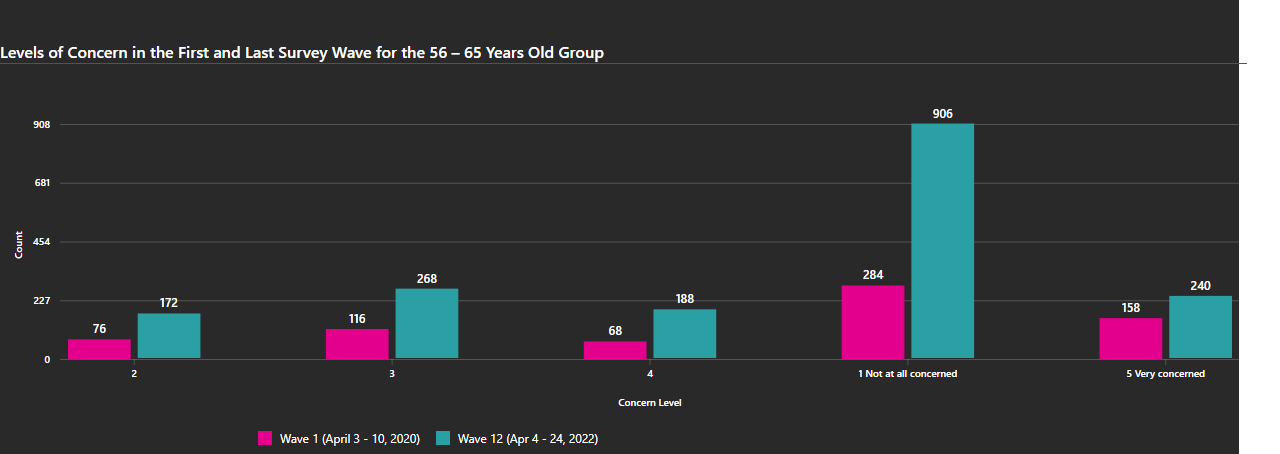 Levels of Concern in the First and Last Survey Wave for the 56 – 65 Years Old Group
908
681
454
227
0
Count
76
172
116
268
68
188
284
906
158
240
2
3
4
1 Not at all concerned
5 Very concerned
Concern Level
Wave 1 (April 3 - 10, 2020)
Wave 12 (Apr 4 - 24, 2022)